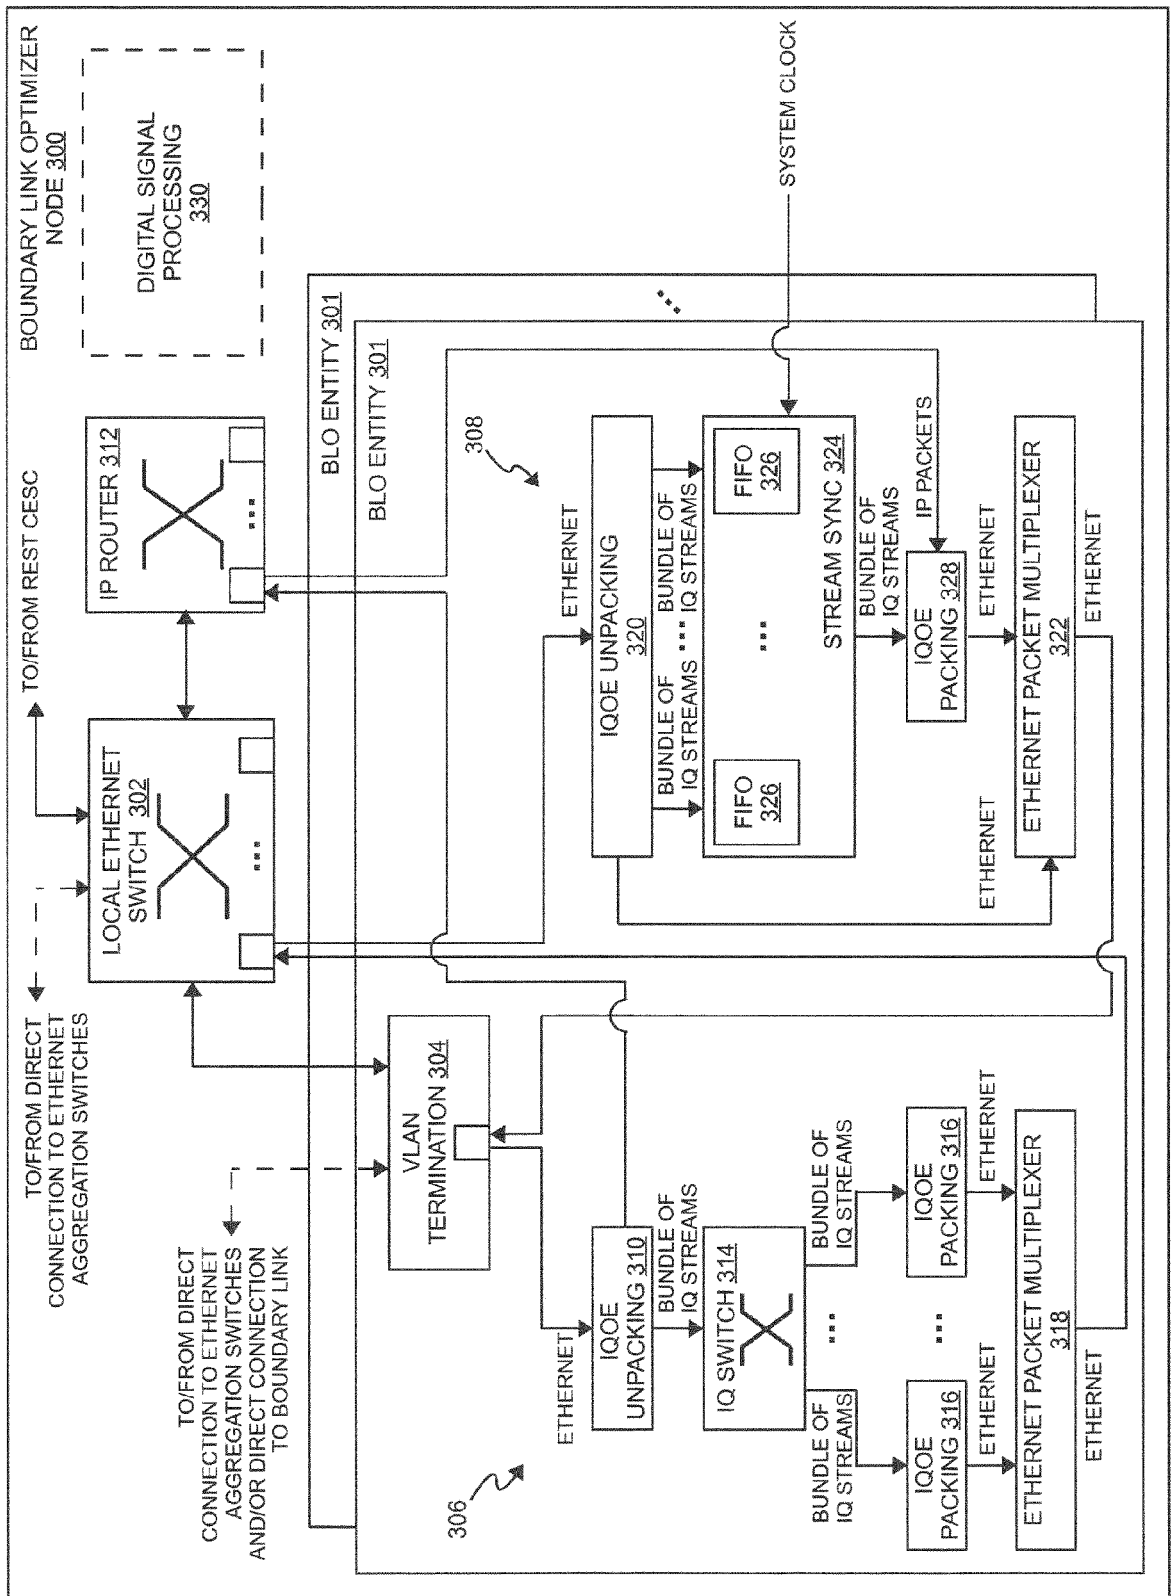 BOUNDARY LINK OPTIMIZER
NODE 300
DIGITAL SIGNAL
PROCESSING
330
TO/FROM REST CESC
IP ROUTER 312
TO/FROM DIRECT
CONNECTION TO ETHERNET
AGGREGATION SWITCHES
LOCAL ETHERNET
SWITCH 302
BLO ENTITY 301
BLO ENTITY 301
TO/FROM DIRECT
CONNECTION TO ETHERNET
AGGREGATION SWITCHES
AND/OR DIRECT CONNECTION
TO BOUNDARY LINK
VLAN
TERMINATION 304
306
ETHERNET
IQOE
UNPACKING 310
BUNDLE OF
IQ STREAMS
IQ SWITCH 314
BUNDLE OF
IQ STREAMS
BUNDLE OF
IQ STREAMS
IQOE
PACKING 316
IQOE
PACKING 316
ETHERNET
ETHERNET
ETHERNET PACKET MULTIPLEXER
318
ETHERNET
308
SYSTEM CLOCK
ETHERNET
IQOE UNPACKING
320
BUNDLE OF
IQ STREAMS
BUNDLE OF
IQ STREAMS
FIFO
326
FIFO
326
STREAM SYNC 324
BUNDLE OF
IQ STREAMS
IP PACKETS
IQOE
PACKING 328
ETHERNET
ETHERNET
ETHERNET PACKET MULTIPLEXER
322
ETHERNET